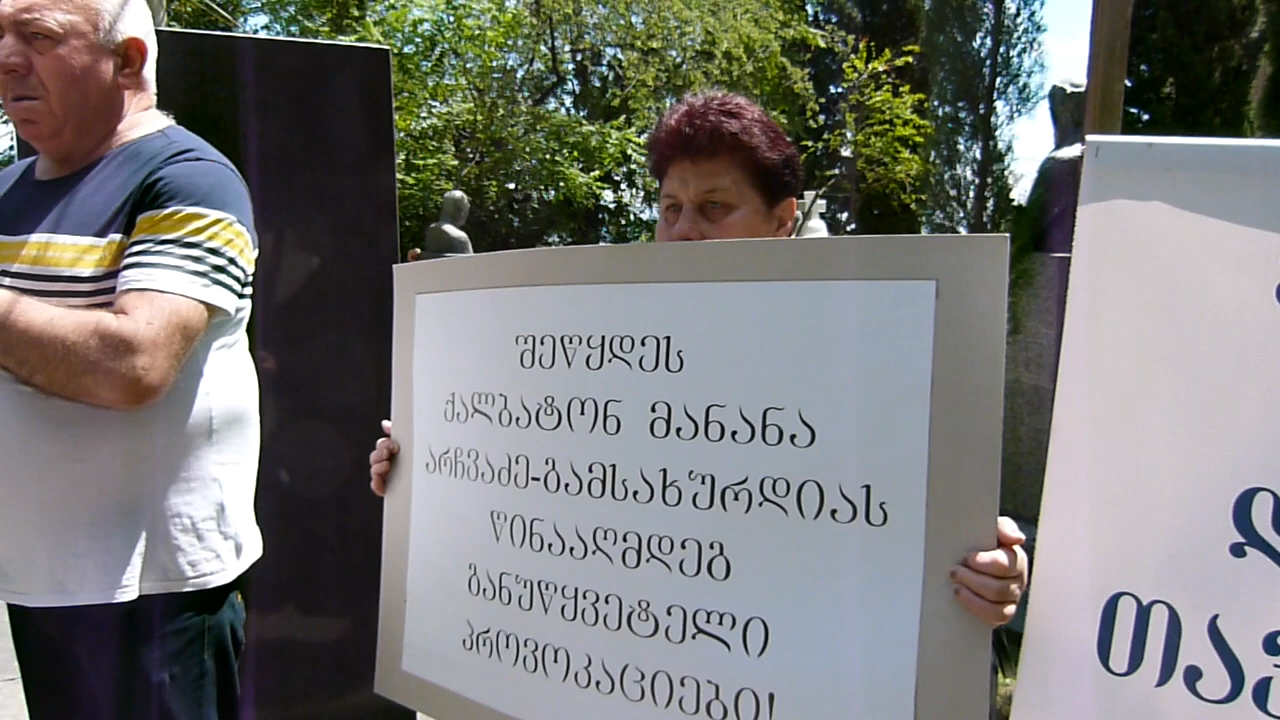 შეწყდეს
ქალბატონ მანანა
არჩვაძე-გამსახურდიას
წინააღმდეგ
განუწყვეტელი
პროვოკაციები!